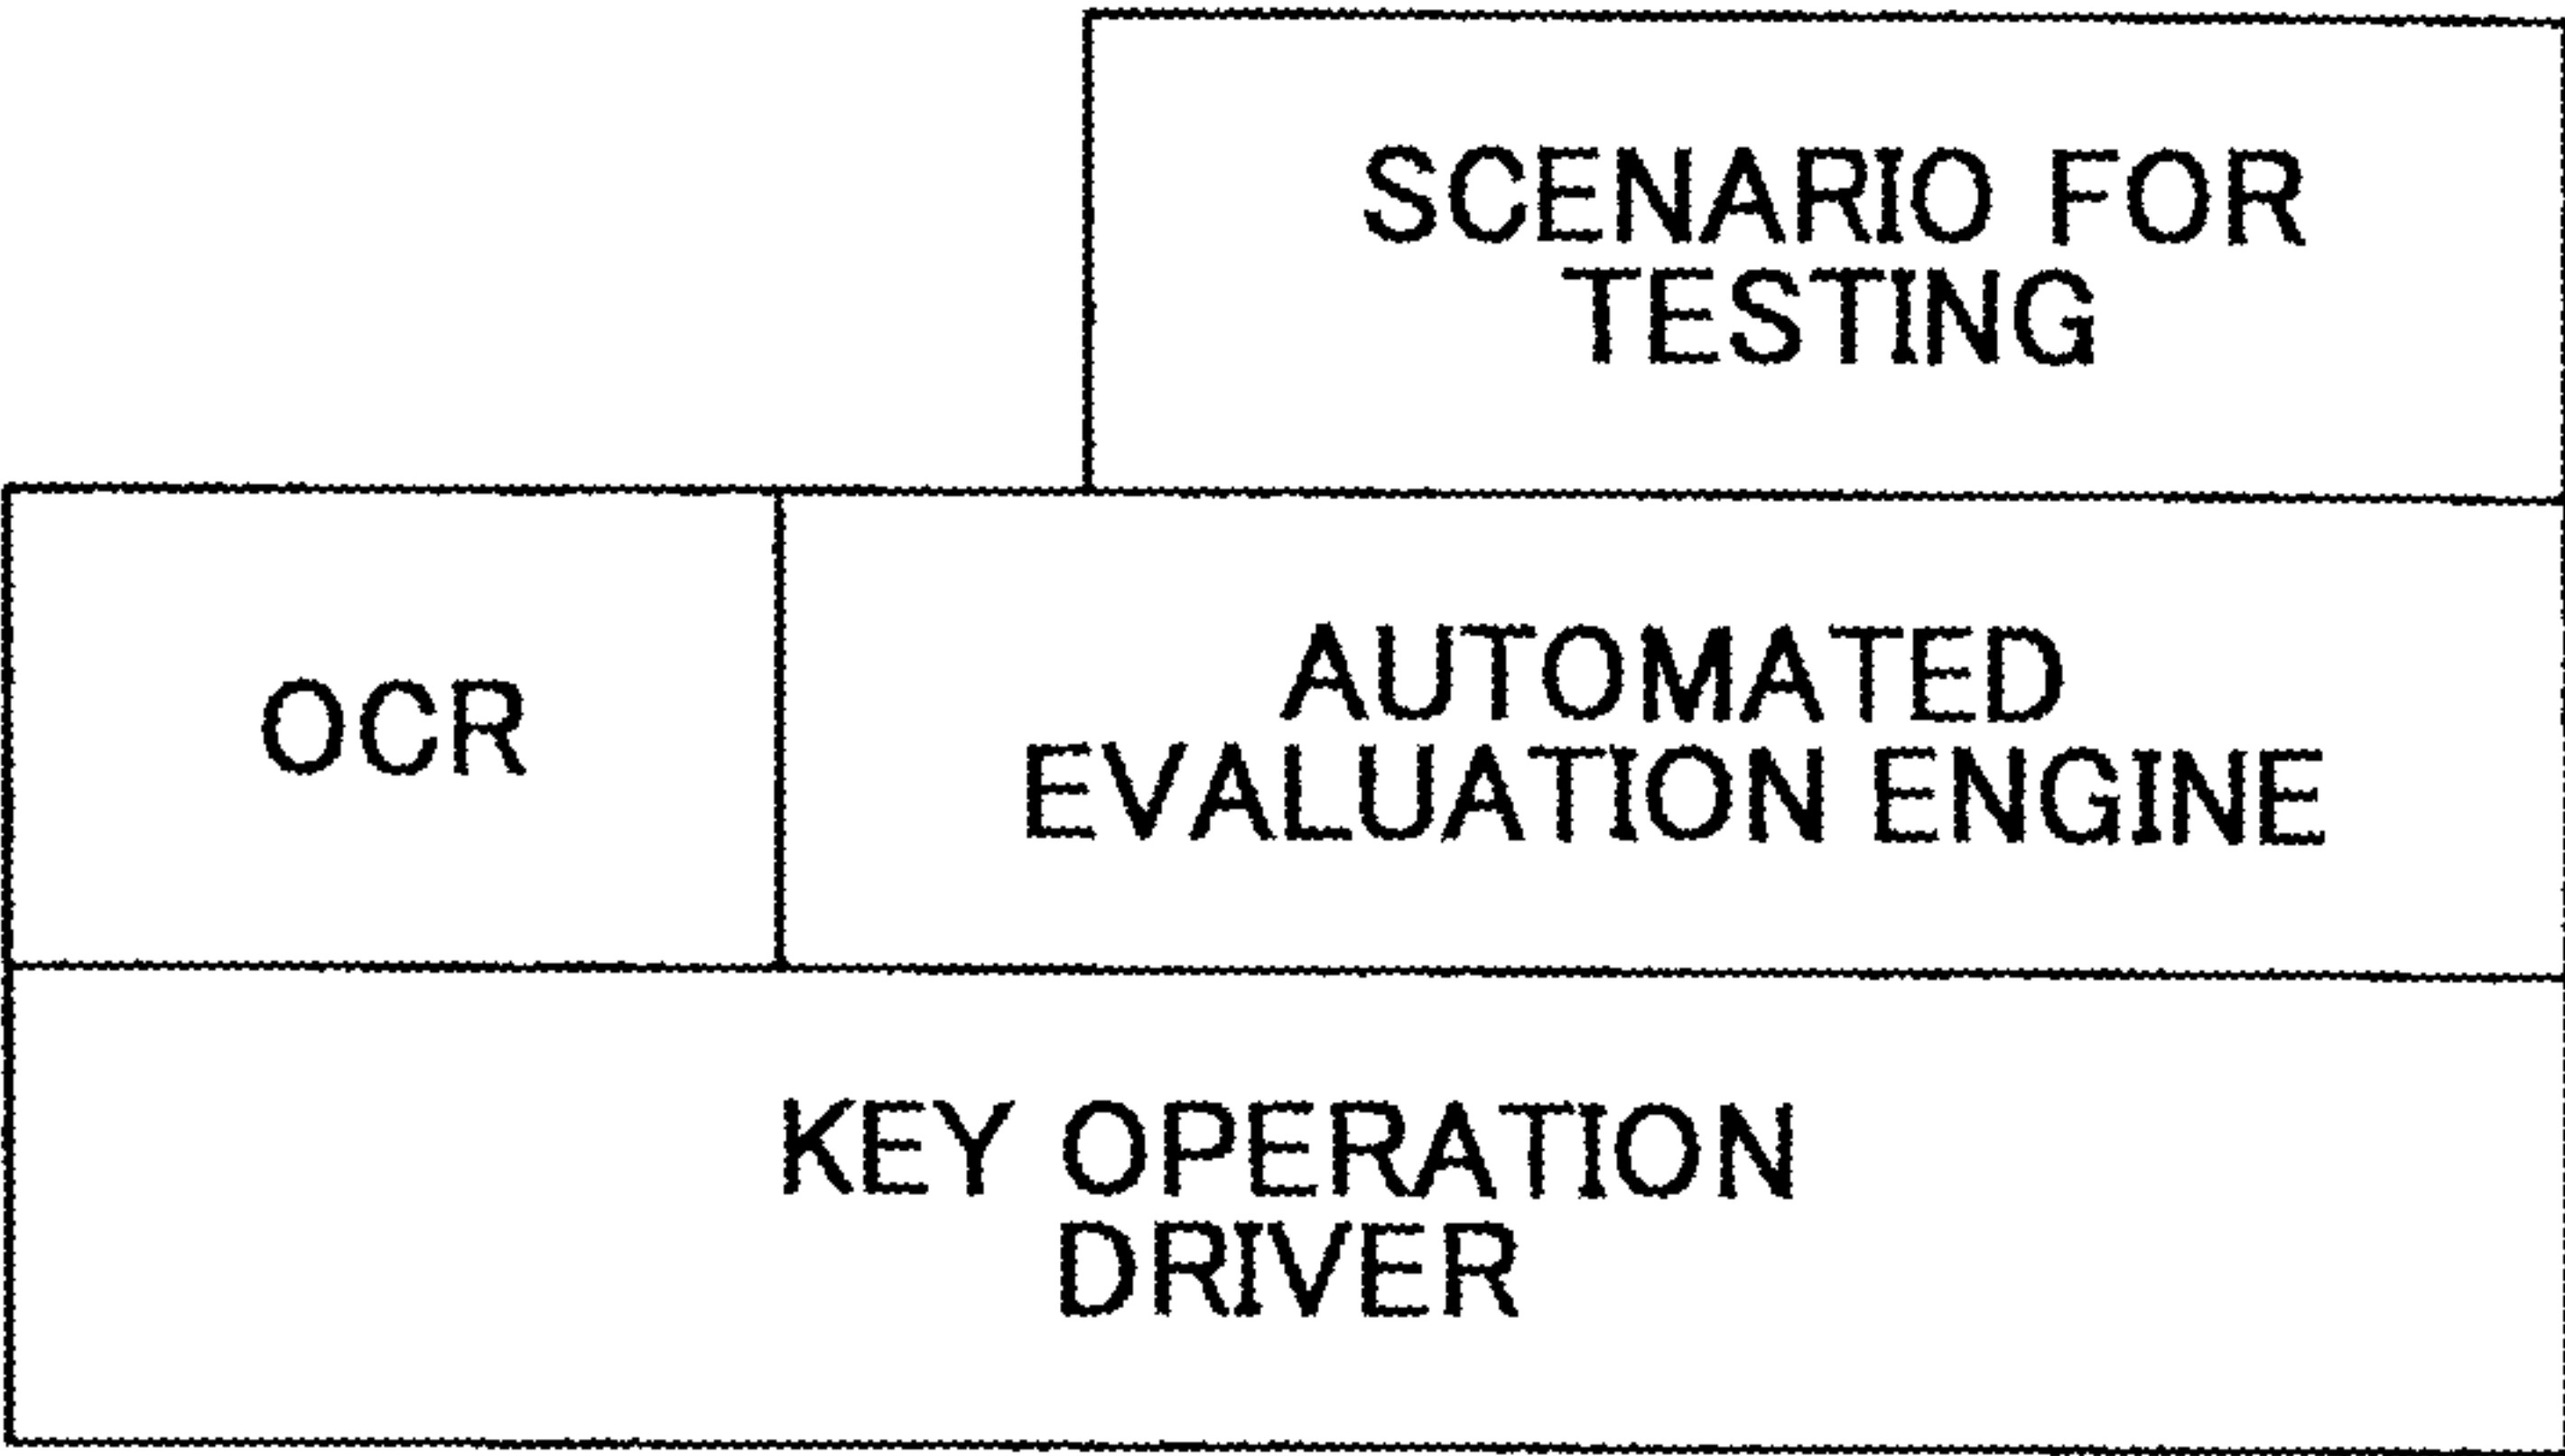 SCENARIO FOR
TESTING
OCR
AUTOMATED
EVALUATION ENGINE
KEY OPERATION
DRIVER